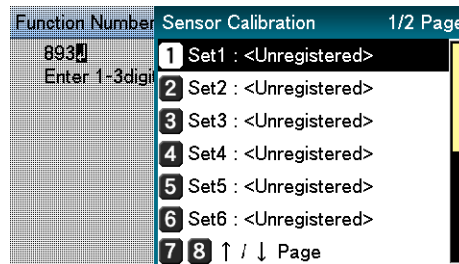 Function Number
893
Enter 1-3digi
Sensor Calibration 1/2 Page
1 Set1 : <Unregistered>
2 Set2 : <Unregistered>
3 Set3 : <Unregistered>
4 Set4 : <Unregistered>
5 Set5 : <Unregistered>
6 Set6 : <Unregistered>
7 8 ↑ / ↓ Page